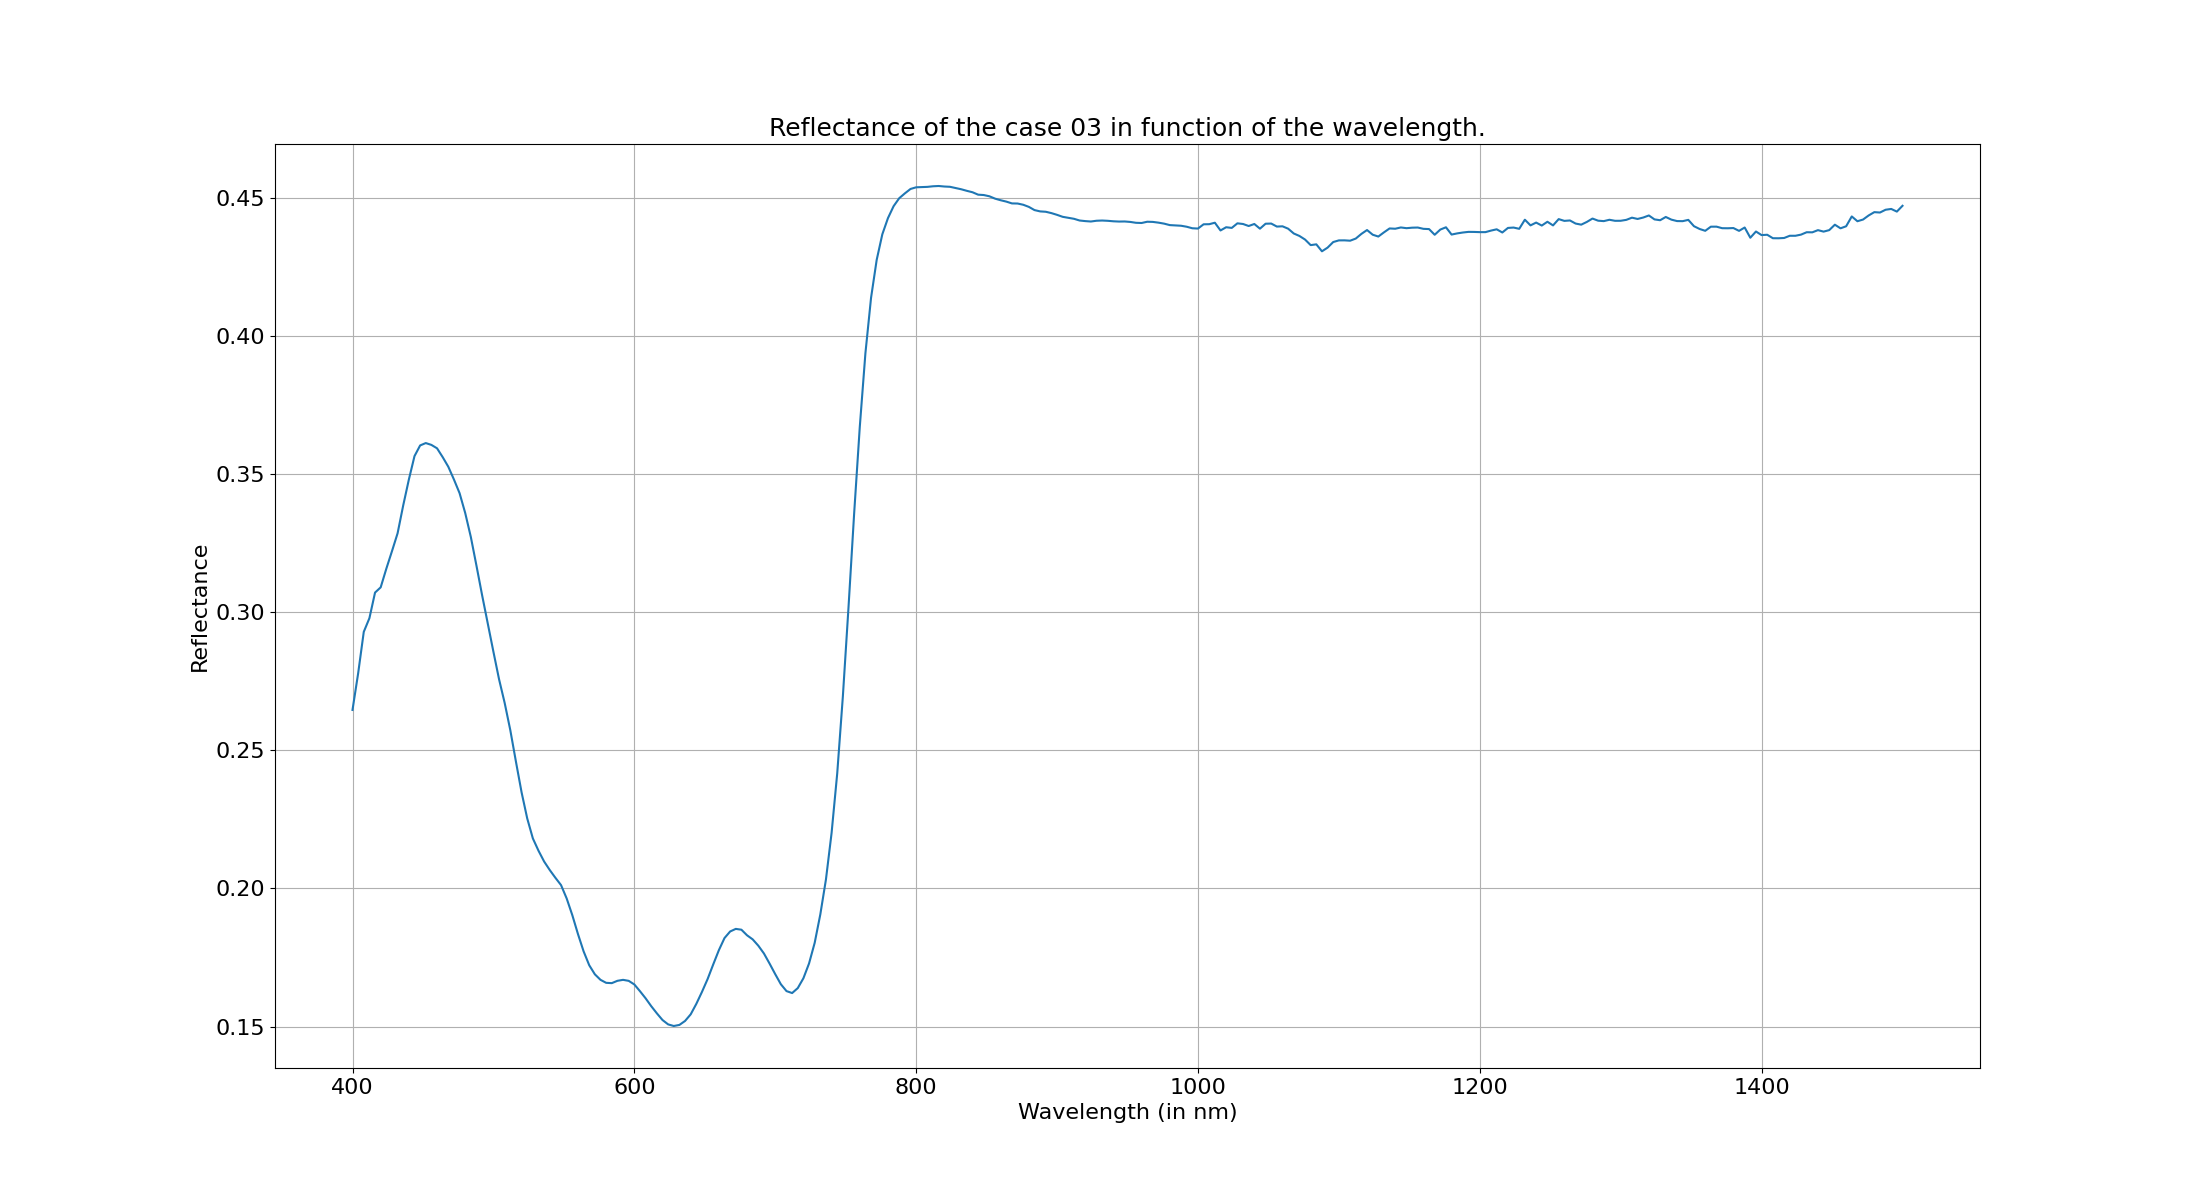 Reflectance of the case 03 in function of the wavelength.
0.45
0.40
0.35
0.30
0.25
0.20
0.15
Reflectance
400 600 800 1000 1200 1400
Wavelength (in nm)